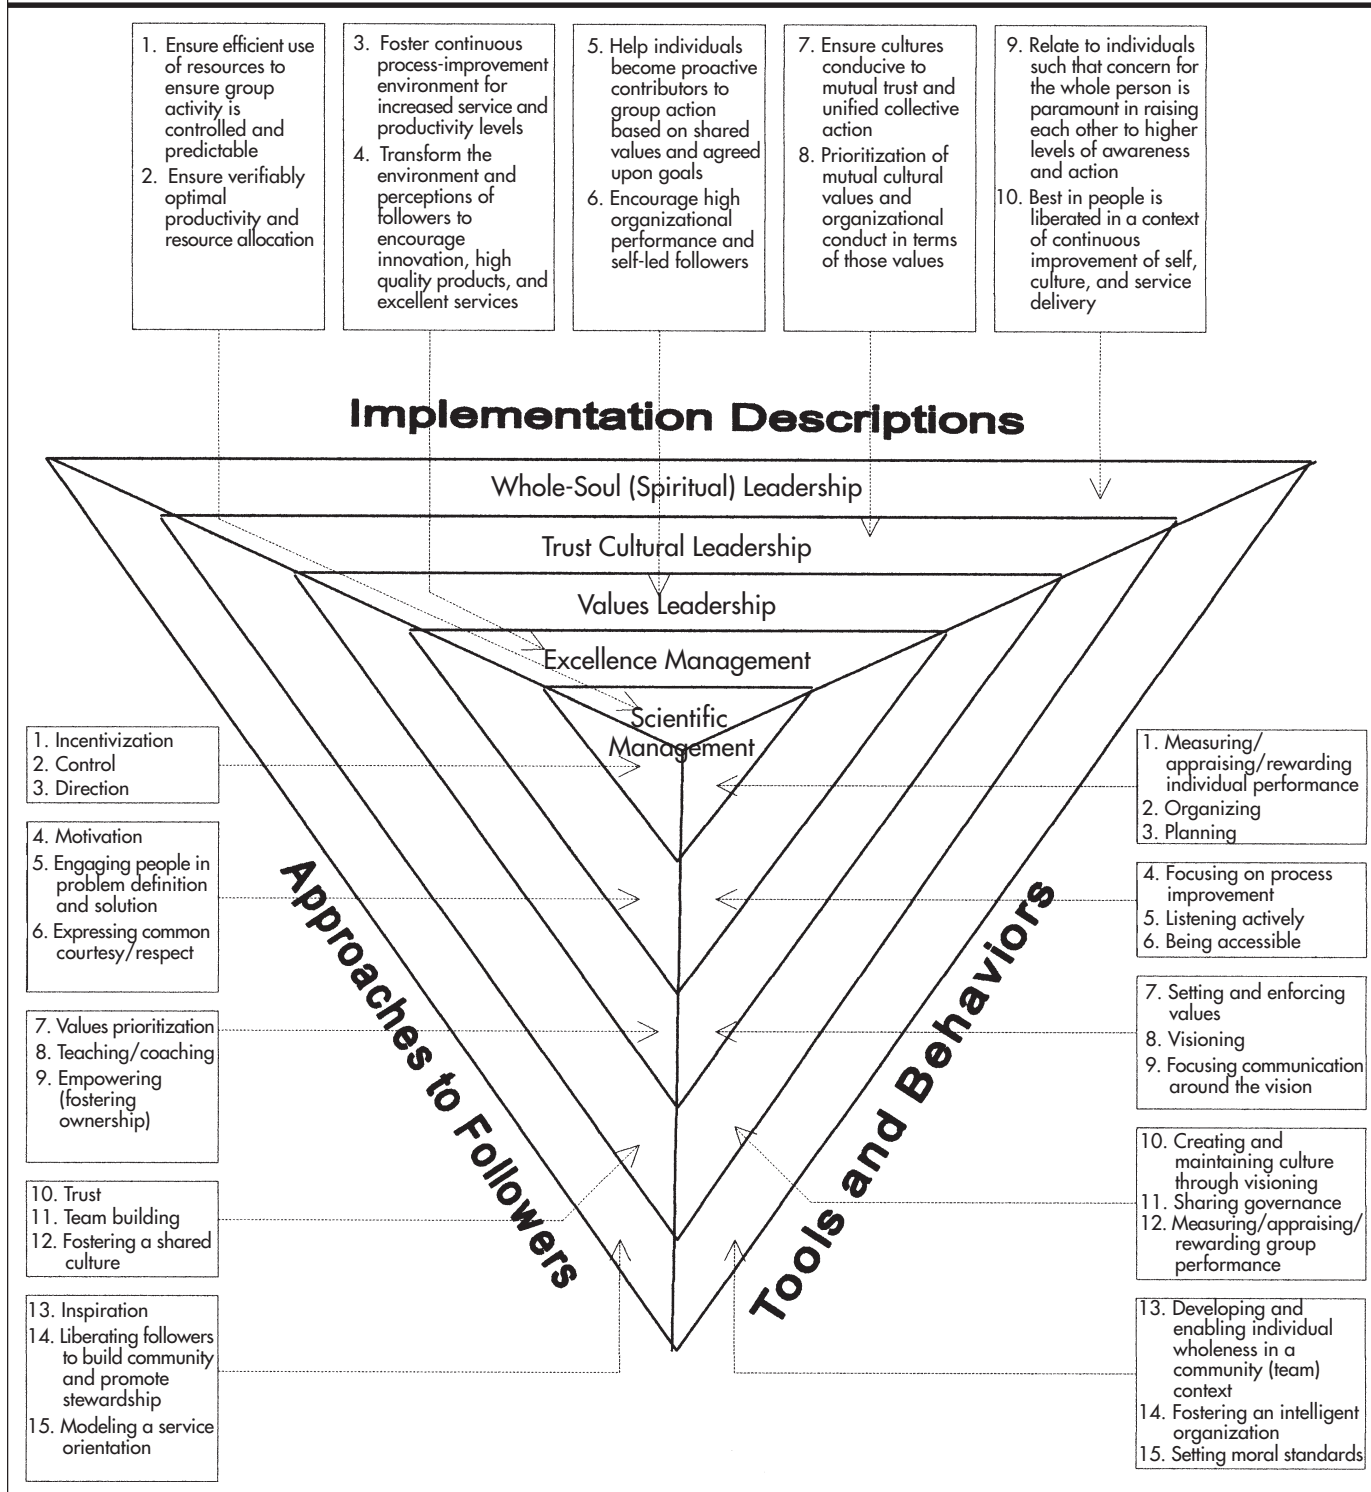 1. Ensure efficient use
of resources to
ensure group
activity is
controlled and
predictable
2. Ensure verifiably
optimal
productivity and
resource allocation
3. Foster continuous
process-improvement
environment for
increased service and
productivity levels
4. Transform the
environment and
perceptions of
followers to
encourage
innovation, high
quality products, and
excellent services
5. Help individuals
become proactive
contributors to
group action
based on shared
values and agreed
upon goals
6. Encourage high
organizational
performance and
self-led followers
7. Ensure cultures
conducive to
mutual trust and
unified collective
action
8. Prioritization of
mutual cultural
values and
organizational
conduct in terms
of those values
9. Relate to individuals
such that concern for
the whole person is
paramount in raising
each other to higher
levels of awareness
and action
10. Best in people is
liberated in a context
of continuous
improvement of self,
culture, and service
delivery
Implementation Descriptions
Whole-Soul (Spiritual) Leadership
Trust Cultural Leadership
Values Leadership
Excellence Management
Scientific
Management
1. Incentivization
2. Control
3. Direction
4. Motivation
5. Engaging people in
problem definition
and solution
6. Expressing common
courtesy/respect
7. Values prioritization
8. Teaching/coaching
9. Empowering
(fostering
ownership)
10. Trust
11. Team building
12. Fostering a shared
culture
13. Inspiration
14. Liberating followers
to build community
and promote
stewardship
15. Modeling a service
orientation
Approaches to Followers
Tools and Behaviors
1. Measuring/
appraising/rewarding
individual performance
2. Organizing
3. Planning
4. Focusing on process
improvement
5. Listening actively
6. Being accessible
7. Setting and enforcing
values
8. Visioning
9. Focusing communication
around the vision
10. Creating and
maintaining culture
through visioning
11. Sharing governance
12. Measuring/appraising/
rewarding group
performance
13. Developing and
enabling individual
wholeness in a
community (team)
context
14. Fostering an intelligent
organization
15. Setting moral standards